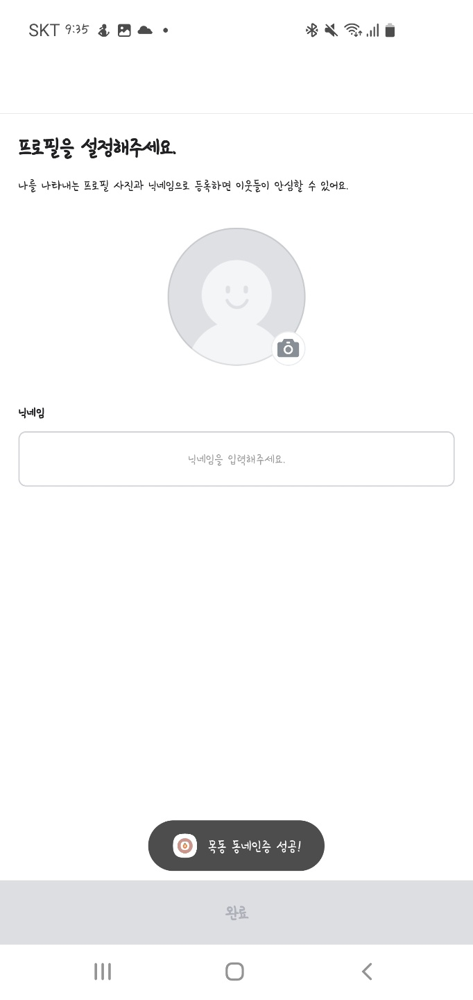 SKT 9:35
프로필을 설정해주세요.
나를 나타내는 프로필 사진과 닉네임으로 등록하면 이웃들이 안심할 수 있어요.
닉네임
닉네임을 입력해주세요.
목동 동네인증 성공!
완료